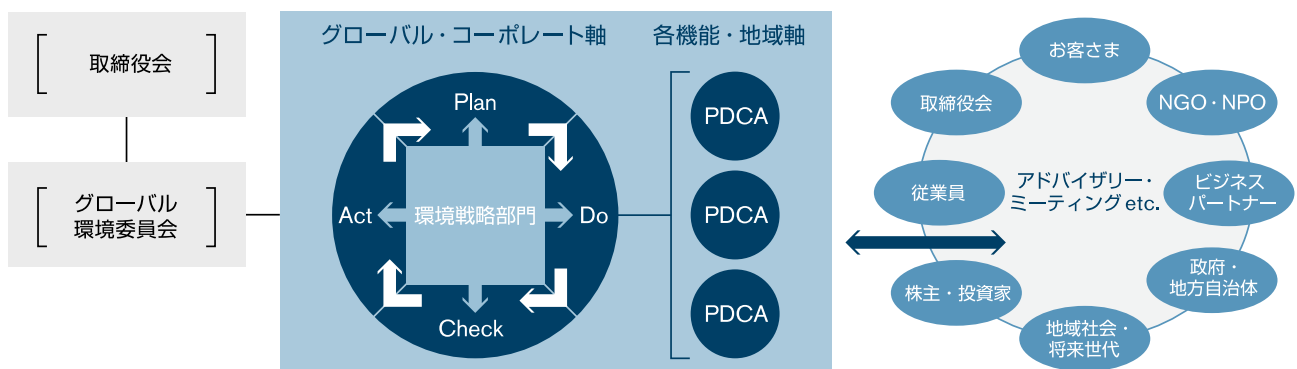 取締役会
グローバル
環境委員会
グローバル・コーポレート軸
各機能・地域軸
Plan
Act
環境戦略部門
Do
Check
PDCA
PDCA
PDCA
お客さま
取締役会
NGO・NPO
従業員
アドバイザリー・
ミーティング etc.
ビジネス
パートナー
株主・投資家
政府・
地方自治体
地域社会・
将来世代